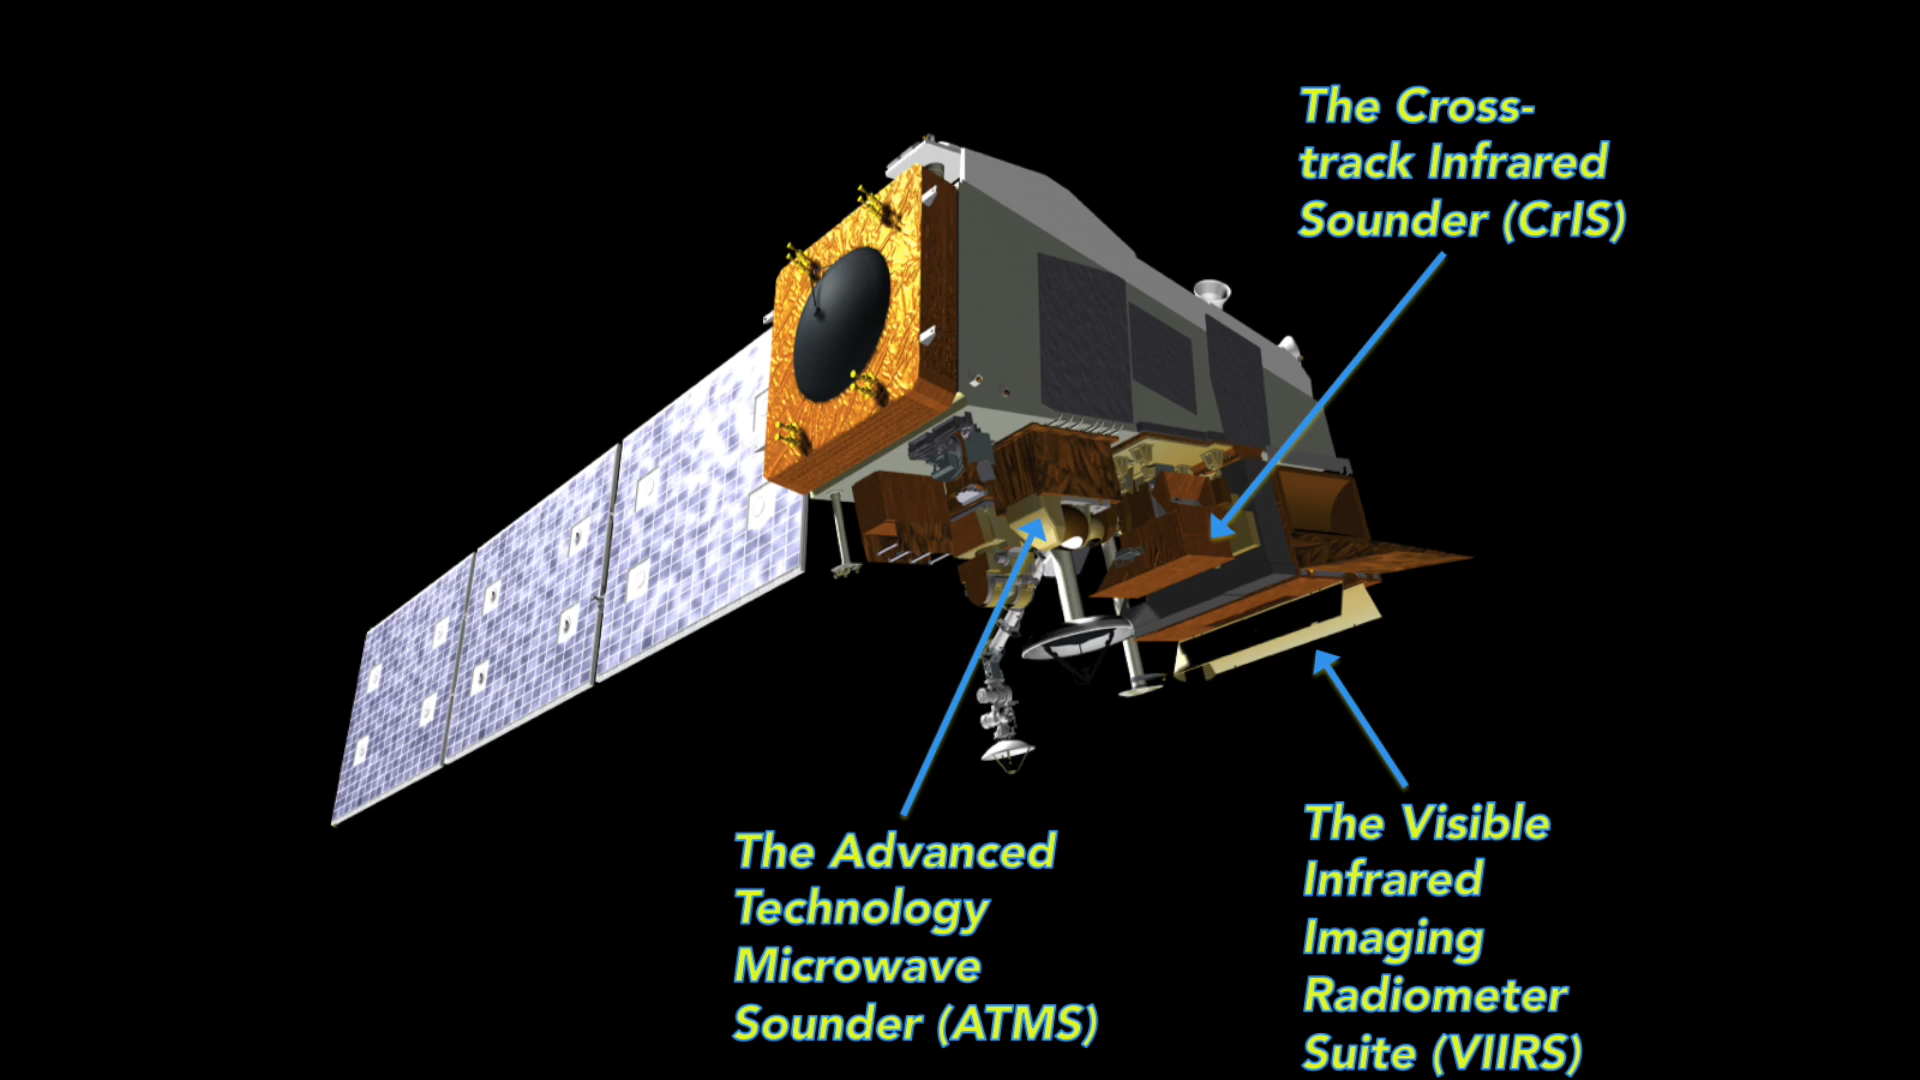 The Cross-
track Infrared
Sounder (CrIS)
The Advanced
Technology
Microwave
Sounder (ATMS)
The Visible
Infrared
Imaging
Radiometer
Suite (VIIRS)